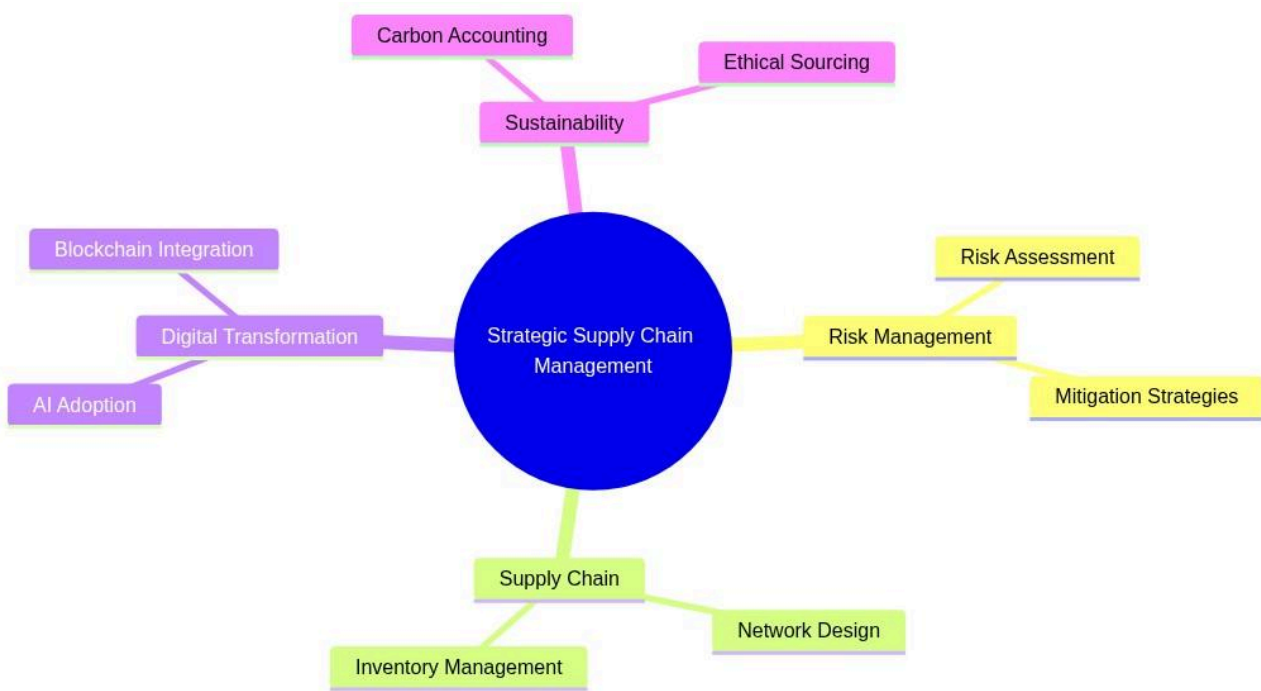 Carbon Accounting
Ethical Sourcing
Sustainability
Blockchain Integration
Risk Assessment
Digital Transformation
Strategic Supply Chain
Management
Risk Management
AI Adoption
Mitigation Strategies
Supply Chain
Network Design
Inventory Management